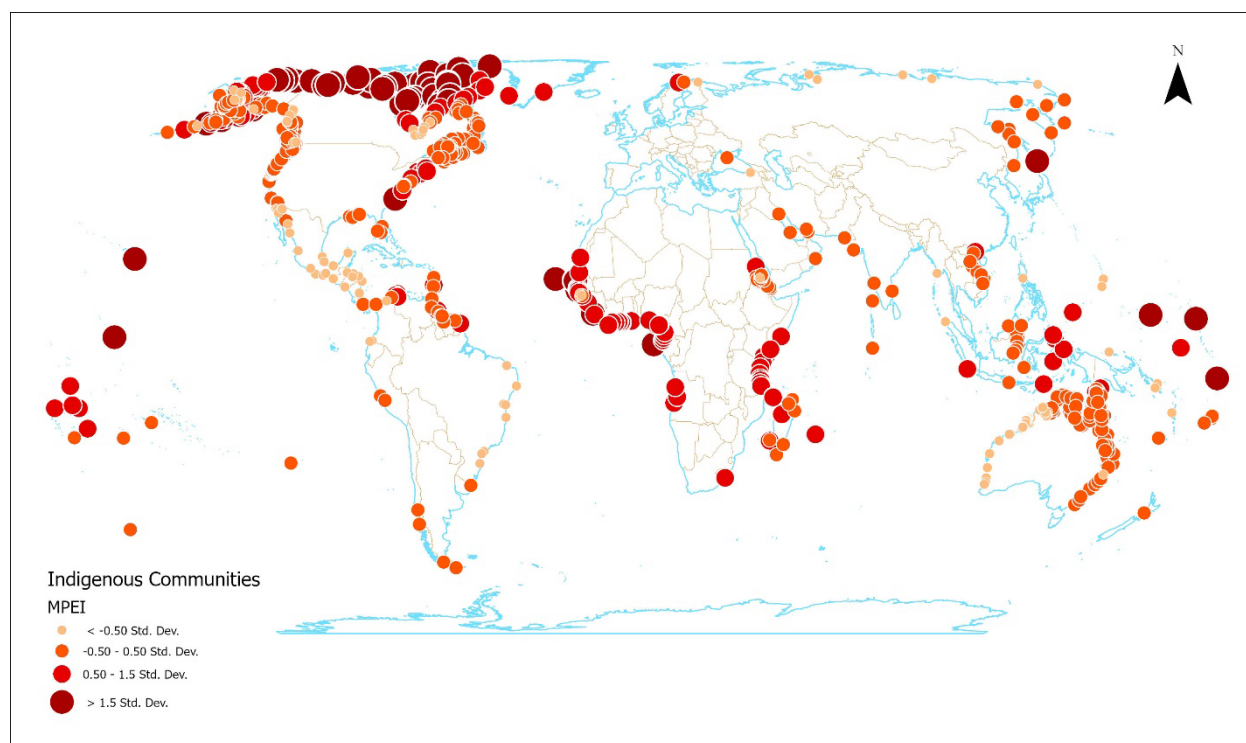 N
Indigenous Communities
MPEI
< -0.50 Std. Dev.
-0.50 - 0.50 Std. Dev.
0.50 - 1.5 Std. Dev.
> 1.5 Std. Dev.